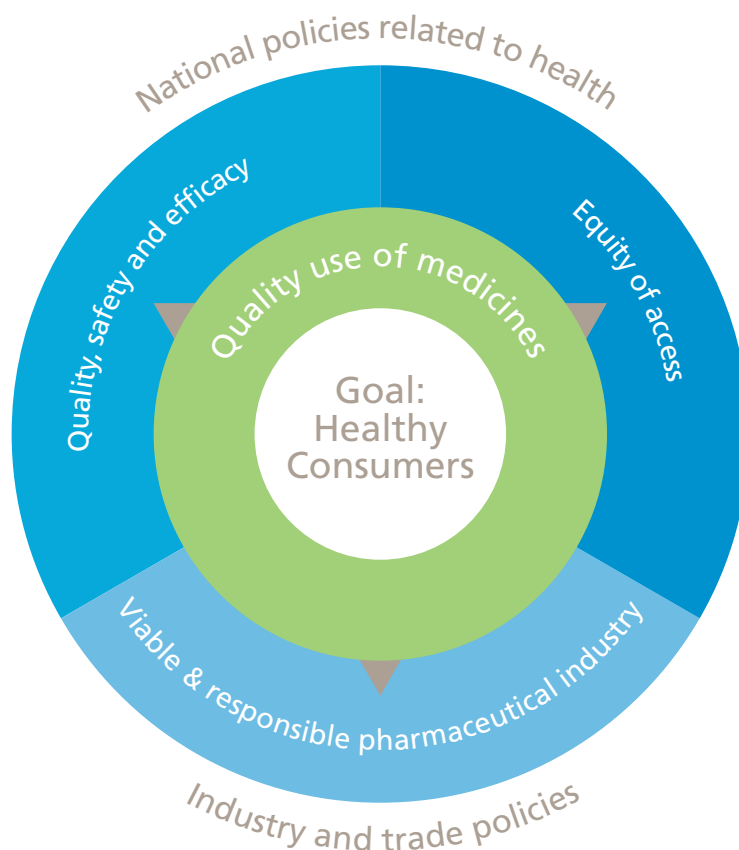 National policies related to health
Quality, safety and efficacy
Equity of access
Quality use of medicines
Goal:
Healthy
Consumers
Viable & responsible pharmaceutical industry
Industry and trade policies